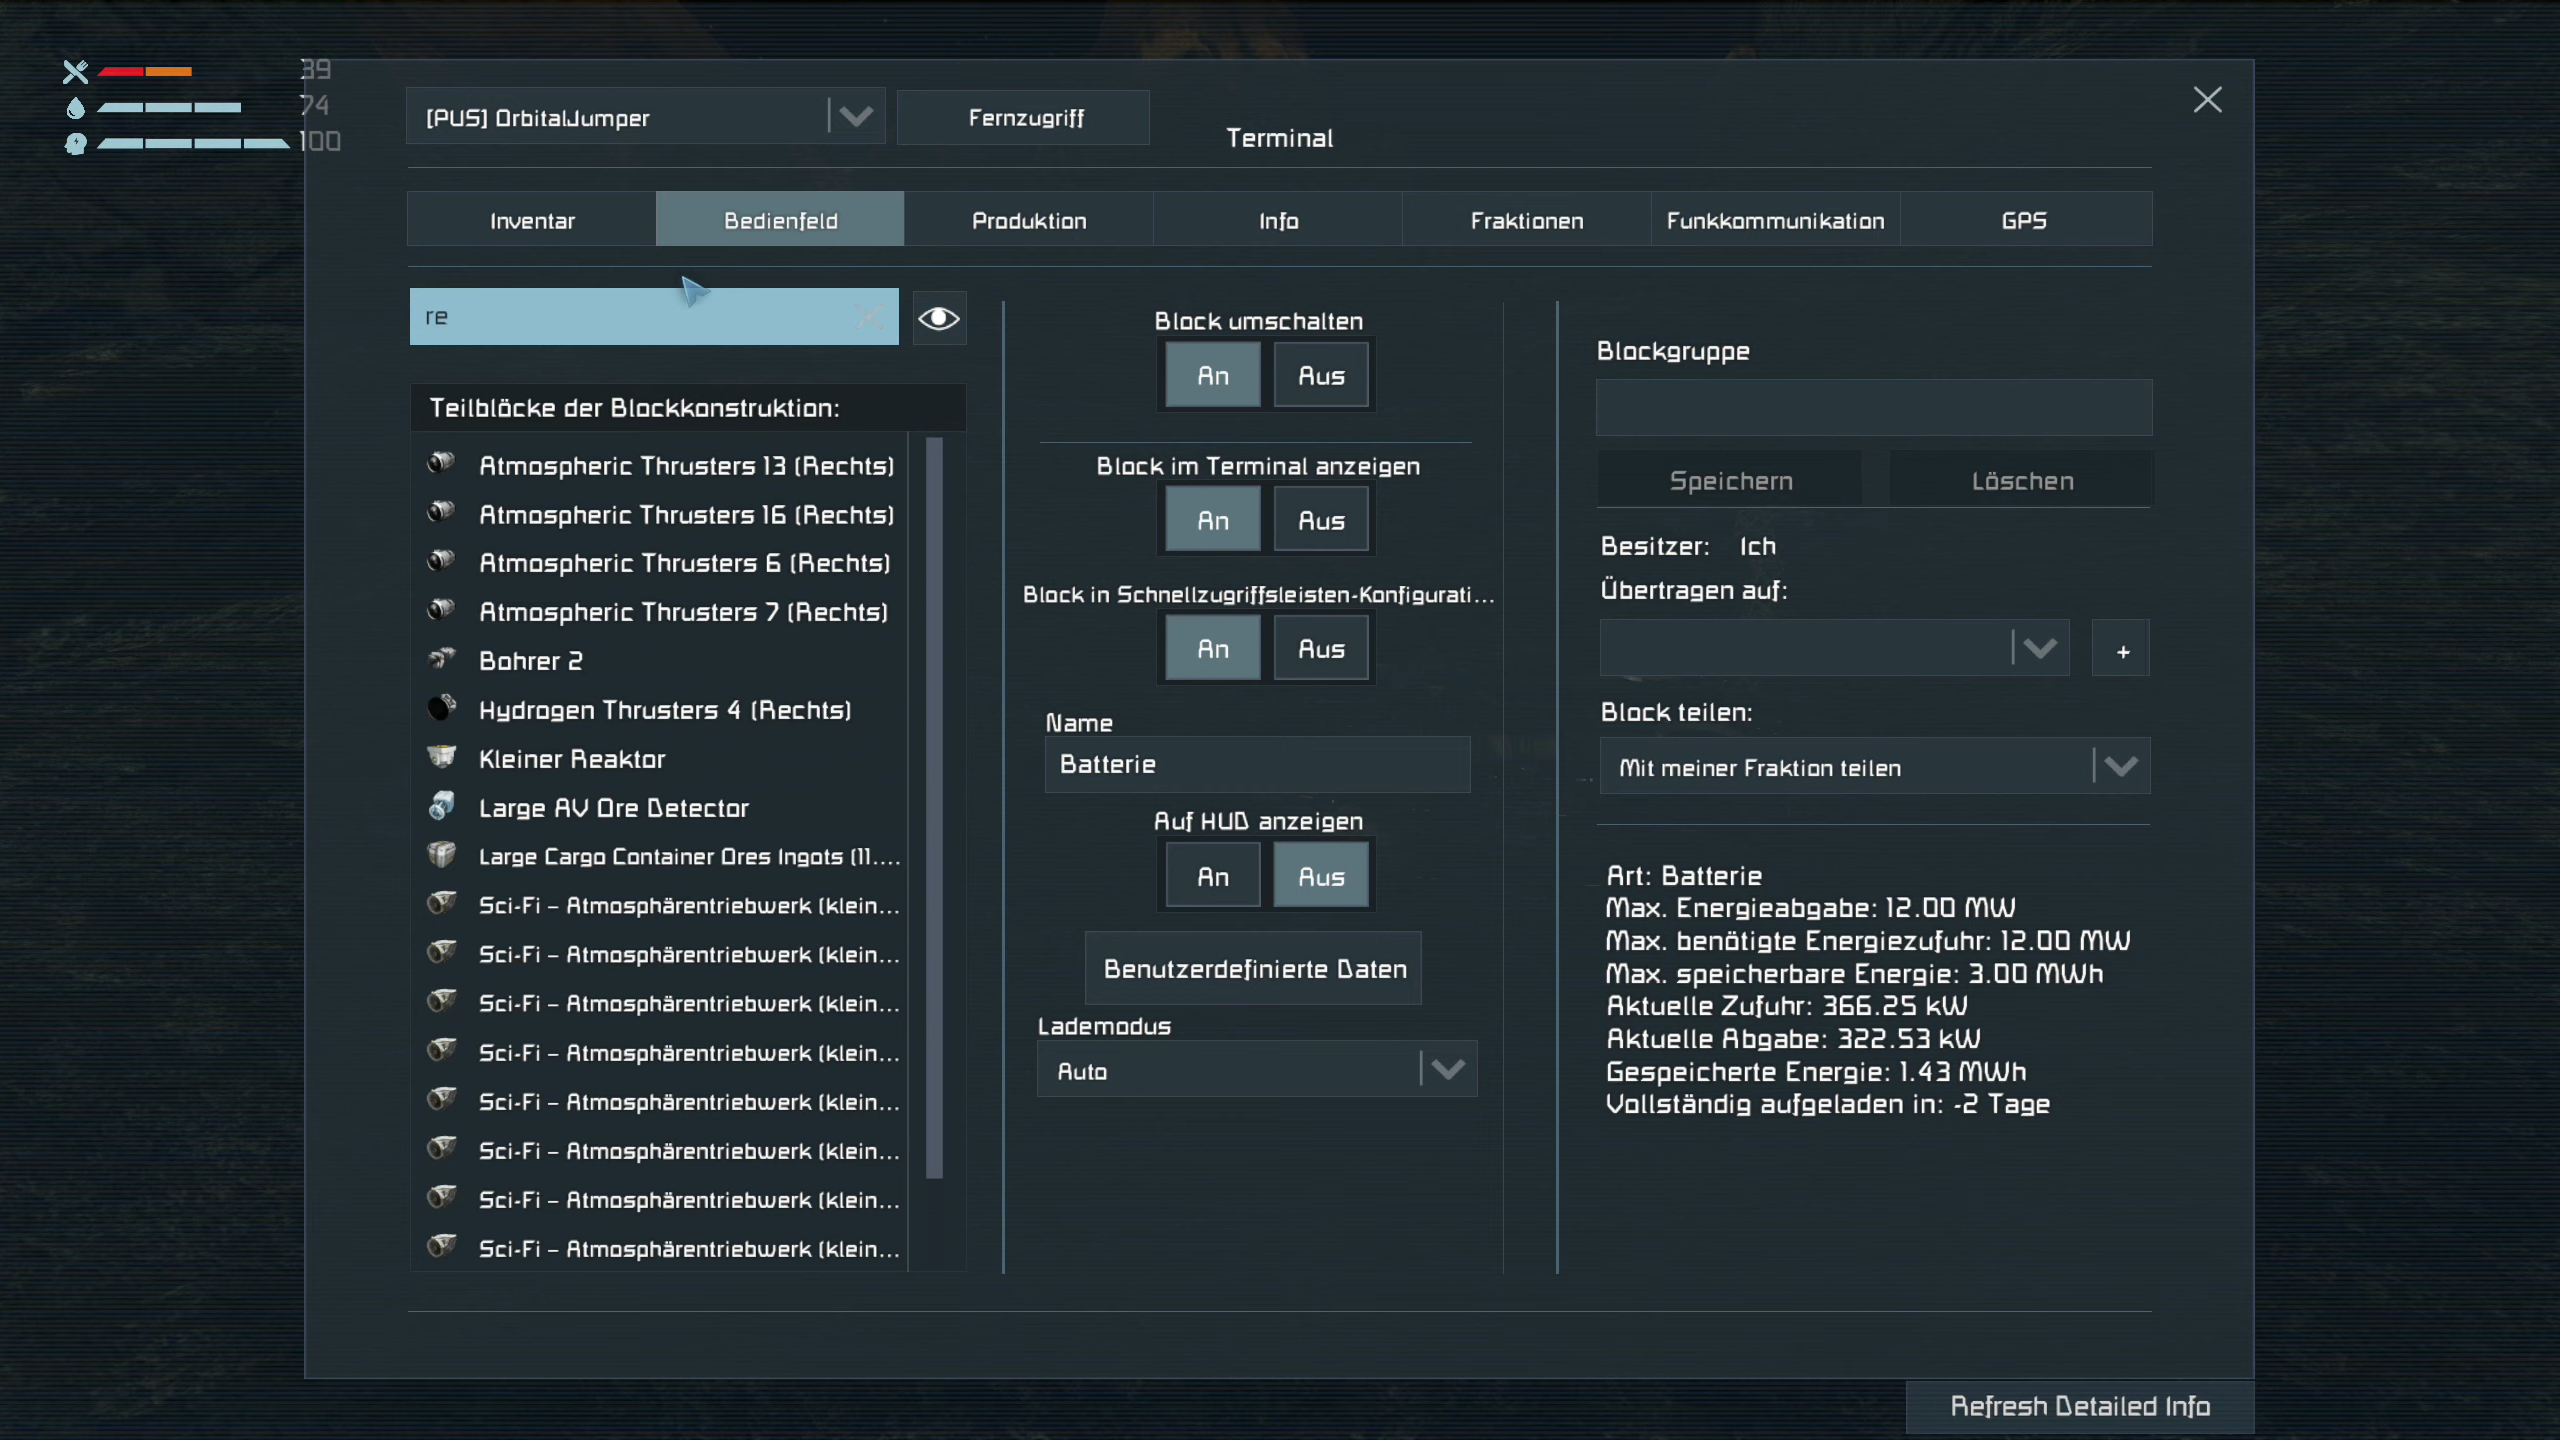 39
74
100
[PUS] OrbitalJumper
Fernzugriff
Terminal
Inventar
Bedienfeld
Produktion
Info
Fraktionen
Funkkommunikation
GPS
re
Teilblöcke der Blockkonstruktion:
Atmospheric Thrusters 13 (Rechts)
Atmospheric Thrusters 16 (Rechts)
Atmospheric Thrusters 6 (Rechts)
Atmospheric Thrusters 7 (Rechts)
Bohrer 2
Hydrogen Thrusters 4 (Rechts)
Kleiner Reaktor
Large AV Ore Detector
Large Cargo Container Ores Ingots (11....
Sci-Fi – Atmosphärentriebwerk (klein...
Sci-Fi – Atmosphärentriebwerk (klein...
Sci-Fi – Atmosphärentriebwerk (klein...
Sci-Fi – Atmosphärentriebwerk (klein...
Sci-Fi – Atmosphärentriebwerk (klein...
Sci-Fi – Atmosphärentriebwerk (klein...
Sci-Fi – Atmosphärentriebwerk (klein...
Sci-Fi – Atmosphärentriebwerk (klein...
Block umschalten
An Aus
Block im Terminal anzeigen
An Aus
Block in Schnellzugriffsleisten-Konfigurati...
An Aus
Name
Batterie
Auf HUD anzeigen
An Aus
Benutzerdefinierte Daten
Lademodus
Auto
Blockgruppe
Speichern
Löschen
Besitzer: Ich
Übertragen auf:
+
Block teilen:
Mit meiner Fraktion teilen
Art: Batterie
Max. Energieabgabe: 12.00 MW
Max. benötigte Energiezufuhr: 12.00 MW
Max. speicherbare Energie: 3.00 MWh
Aktuelle Zufuhr: 366.25 kW
Aktuelle Abgabe: 322.53 kW
Gespeicherte Energie: 1.43 MWh
Vollständig aufgeladen in: -2 Tage
Refresh Detailed Info